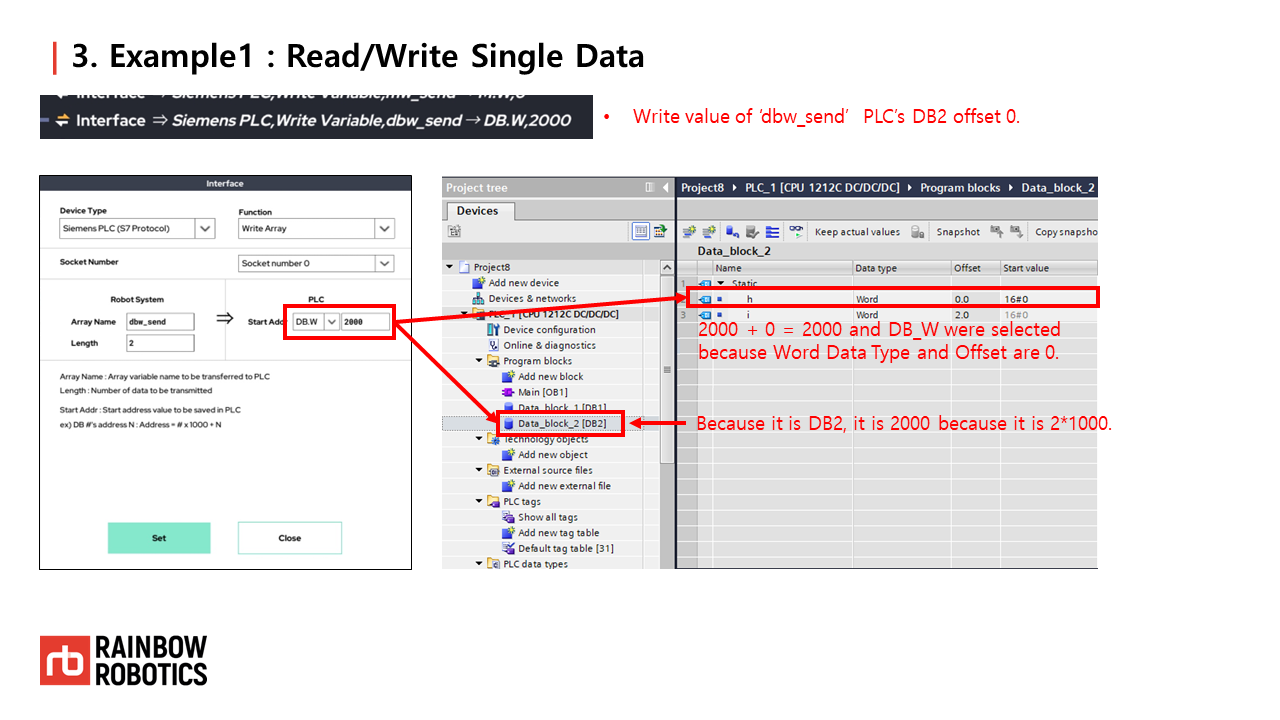 3. Example1 : Read/Write Single Data
Interface ⇒ Siemens PLC,Write Variable,mw_send → M.W,0
Interface ⇒ Siemens PLC,Write Variable,dbw_send → DB.W,2000
• Write value of ‘dbw_send’ PLC’s DB2 offset 0.
Interface
Device Type
Function
Siemens PLC (S7 Protocol)
Write Array
Socket Number
Socket number 0
Robot System
PLC
Array Name
dbw_send
⇒
Start Addr
DB.W
2000
Length
2
Array Name : Array variable name to be transferred to PLC
Length : Number of data to be transmitted
Start Addr : Start address value to be saved in PLC
ex) DB #'s address N : Address = # x 1000 + N
Set
Close
Project tree
Devices
Project8
Add new device
Devices & networks
PLC_1 [CPU 1212C DC/DC/DC]
Device configuration
Online & diagnostics
Program blocks
Add new block
Main [OB1]
Data_block_1 [DB1]
Data_block_2 [DB2]
Technology objects
Add new object
External source files
Add new external file
PLC tags
Show all tags
Add new tag table
Default tag table [31]
PLC data types
Project8 ▸ PLC_1 [CPU 1212C DC/DC/DC] ▸ Program blocks ▸ Data_block_2
Keep actual values
Snapshot
Copy snapsho
Data_block_2
Name Data type Offset Start value
1 Static
h Word 0.0 16#0
3 i Word 2.0 16#0
2000 + 0 = 2000 and DB_W were selected
because Word Data Type and Offset are 0.
Because it is DB2, it is 2000 because it is 2*1000.
rb
RAINBOW
ROBOTICS